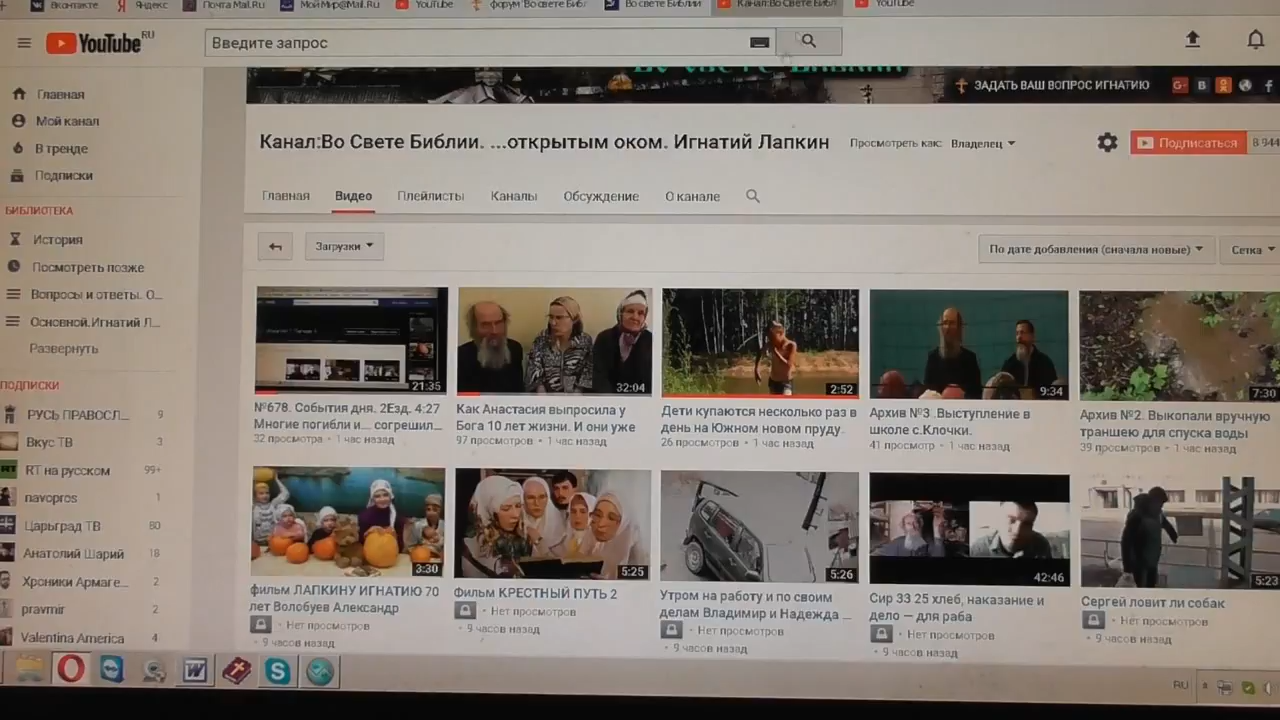 Вконтакте
Яндекс
Почта Mail.Ru
МойМир@Mail.Ru
YouTube
форум 'Во свете Библ
Во свете Библии
Канал:Во Свете Библ
YouTube
YouTube RU
Введите запрос
ЗАДАТЬ ВАШ ВОПРОС ИГНАТИЮ
Главная
Мой канал
В тренде
Подписки
БИБЛИОТЕКА
История
Посмотреть позже
Вопросы и ответы. О...
Основной.Игнатий Л...
Развернуть
ПОДПИСКИ
РУСЬ ПРАВОСЛ... 9
Вкус ТВ 3
RT на русском 99+
navopros 1
Царьград ТВ 80
Анатолий Шарий 18
Хроники Армаге... 2
pravmir 2
Valentina America 4
Канал:Во Свете Библии. ...открытым оком. Игнатий Лапкин
Просмотреть как: Владелец
Подписаться 8 944
Главная Видео Плейлисты Каналы Обсуждение О канале
Загрузки
По дате добавления (сначала новые)
Сетка
21:35
№678. События дня. 2Езд. 4:27
Многие погибли и.... согрешил...
32 просмотра • 1 час назад
32:04
Как Анастасия выпросила у
Бога 10 лет жизни. И они уже
97 просмотров • 1 час назад
2:52
Дети купаются несколько раз в
день на Южном новом пруду.
26 просмотров • 1 час назад
9:34
Архив №3 .Выступление в
школе с.Клочки.
41 просмотр • 1 час назад
7:30
Архив №2. Выкопали вручную
траншею для спуска воды
39 просмотров • 1 час назад
3:30
фильм ЛАПКИНУ ИГНАТИЮ 70
лет Волобуев Александр
• Нет просмотров
• 9 часов назад
5:25
Фильм КРЕСТНЫЙ ПУТЬ 2
• Нет просмотров
• 9 часов назад
5:26
Утром на работу и по своим
делам Владимир и Надежда ...
• Нет просмотров
• 9 часов назад
42:46
Сир 33 25 хлеб, наказание и
дело — для раба
• Нет просмотров
• 9 часов назад
5:23
Сергей ловит ли собак
• Нет просмотров
• 9 часов назад
RU